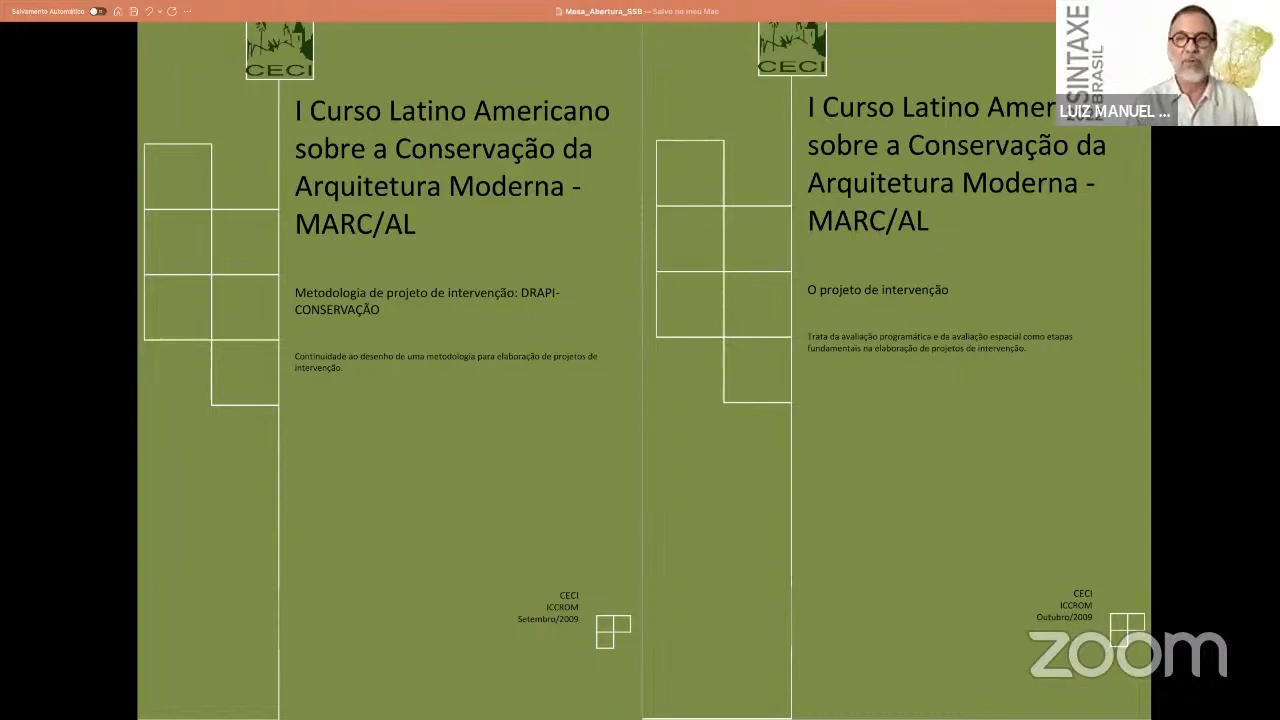 Salvamento Automático
Mesa_Abertura_SSB — Salvo no meu Mac
CECI
I Curso Latino Americano
sobre a Conservação da
Arquitetura Moderna -
MARC/AL
Metodologia de projeto de intervenção: DRAPI-
CONSERVAÇÃO
Continuidade ao desenho de uma metodologia para elaboração de projetos de
intervenção.
CECI
ICCROM
Setembro/2009
CECI
I Curso Latino Amer
sobre a Conservação da
Arquitetura Moderna -
MARC/AL
O projeto de intervenção
Trata da avaliação programática e da avaliação espacial como etapas
fundamentais na elaboração de projetos de intervenção.
CECI
ICCROM
Outubro/2009
SINTAXE
BRASIL
LUIZ MANUEL ...
zoom